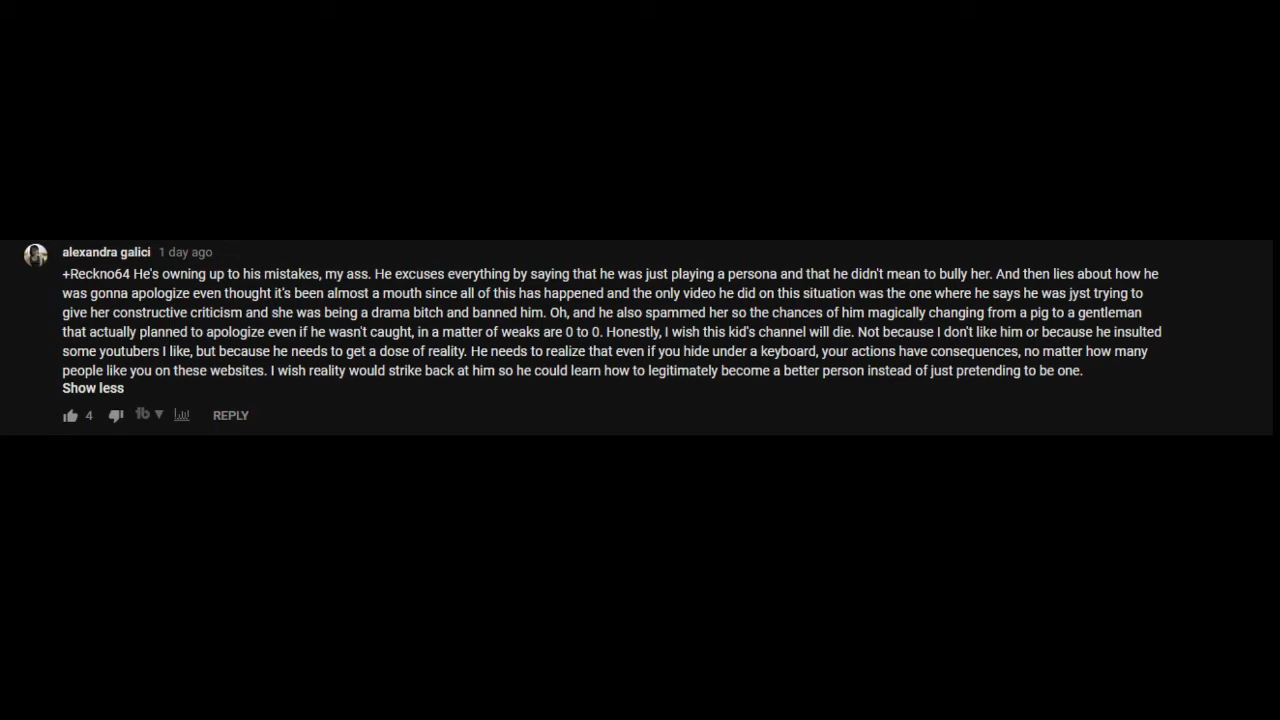 alexandra galici 1 day ago
+Reckno64 He's owning up to his mistakes, my ass. He excuses everything by saying that he was just playing a persona and that he didn't mean to bully her. And then lies about how he
was gonna apologize even thought it's been almost a mouth since all of this has happened and the only video he did on this situation was the one where he says he was jyst trying to
give her constructive criticism and she was being a drama bitch and banned him. Oh, and he also spammed her so the chances of him magically changing from a pig to a gentleman
that actually planned to apologize even if he wasn't caught, in a matter of weaks are 0 to 0. Honestly, I wish this kid's channel will die. Not because I don't like him or because he insulted
some youtubers I like, but because he needs to get a dose of reality. He needs to realize that even if you hide under a keyboard, your actions have consequences, no matter how many
people like you on these websites. I wish reality would strike back at him so he could learn how to legitimately become a better person instead of just pretending to be one.
Show less
4 tb REPLY